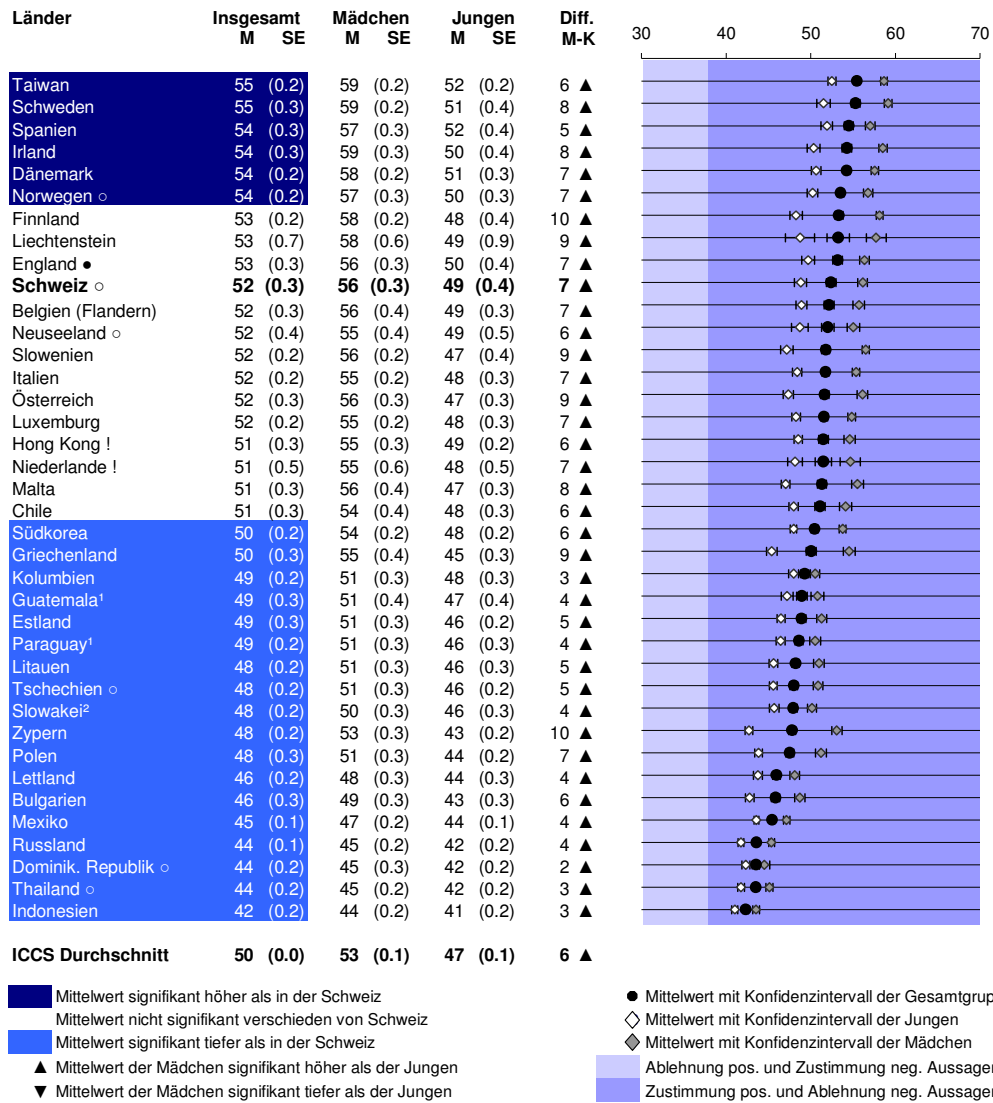 Länder Insgesamt Mädchen Jungen Diff.
M SE M SE M SE M-K 30 40 50 60 70
Taiwan 55 (0.2) 59 (0.2) 52 (0.2) 6 ▲
Schweden 55 (0.3) 59 (0.2) 51 (0.4) 8 ▲
Spanien 54 (0.3) 57 (0.3) 52 (0.4) 5 ▲
Irland 54 (0.3) 59 (0.3) 50 (0.4) 8 ▲
Dänemark 54 (0.2) 58 (0.2) 51 (0.3) 7 ▲
Norwegen ○ 54 (0.2) 57 (0.3) 50 (0.3) 7 ▲
Finnland 53 (0.2) 58 (0.2) 48 (0.4) 10 ▲
Liechtenstein 53 (0.7) 58 (0.6) 49 (0.9) 9 ▲
England ● 53 (0.3) 56 (0.3) 50 (0.4) 7 ▲
Schweiz ○ 52 (0.3) 56 (0.3) 49 (0.4) 7 ▲
Belgien (Flandern) 52 (0.3) 56 (0.4) 49 (0.3) 7 ▲
Neuseeland ○ 52 (0.4) 55 (0.4) 49 (0.5) 6 ▲
Slowenien 52 (0.2) 56 (0.2) 47 (0.4) 9 ▲
Italien 52 (0.2) 55 (0.2) 48 (0.3) 7 ▲
Österreich 52 (0.3) 56 (0.3) 47 (0.3) 9 ▲
Luxemburg 52 (0.2) 55 (0.2) 48 (0.3) 7 ▲
Hong Kong ! 51 (0.3) 55 (0.3) 49 (0.2) 6 ▲
Niederlande ! 51 (0.5) 55 (0.6) 48 (0.5) 7 ▲
Malta 51 (0.3) 56 (0.4) 47 (0.3) 8 ▲
Chile 51 (0.3) 54 (0.4) 48 (0.3) 6 ▲
Südkorea 50 (0.2) 54 (0.2) 48 (0.2) 6 ▲
Griechenland 50 (0.3) 55 (0.4) 45 (0.3) 9 ▲
Kolumbien 49 (0.2) 51 (0.3) 48 (0.3) 3 ▲
Guatemala¹ 49 (0.3) 51 (0.4) 47 (0.4) 4 ▲
Estland 49 (0.3) 51 (0.3) 46 (0.2) 5 ▲
Paraguay¹ 49 (0.2) 51 (0.3) 46 (0.3) 4 ▲
Litauen 48 (0.2) 51 (0.3) 46 (0.3) 5 ▲
Tschechien ○ 48 (0.2) 51 (0.3) 46 (0.2) 5 ▲
Slowakei² 48 (0.2) 50 (0.3) 46 (0.3) 4 ▲
Zypern 48 (0.2) 53 (0.3) 43 (0.2) 10 ▲
Polen 48 (0.3) 51 (0.3) 44 (0.2) 7 ▲
Lettland 46 (0.2) 48 (0.3) 44 (0.3) 4 ▲
Bulgarien 46 (0.3) 49 (0.3) 43 (0.3) 6 ▲
Mexiko 45 (0.1) 47 (0.2) 44 (0.1) 4 ▲
Russland 44 (0.1) 45 (0.2) 42 (0.2) 4 ▲
Dominik. Republik ○ 44 (0.2) 45 (0.3) 42 (0.2) 2 ▲
Thailand ○ 44 (0.2) 45 (0.2) 42 (0.2) 3 ▲
Indonesien 42 (0.2) 44 (0.2) 41 (0.2) 3 ▲
ICCS Durchschnitt 50 (0.0) 53 (0.1) 47 (0.1) 6 ▲
Mittelwert signifikant höher als in der Schweiz
Mittelwert nicht signifikant verschieden von Schweiz
Mittelwert signifikant tiefer als in der Schweiz
▲ Mittelwert der Mädchen signifikant höher als der Jungen
▼ Mittelwert der Mädchen signifikant tiefer als der Jungen
● Mittelwert mit Konfidenzintervall der Gesamtgrup
◇ Mittelwert mit Konfidenzintervall der Jungen
◆ Mittelwert mit Konfidenzintervall der Mädchen
Ablehnung pos. und Zustimmung neg. Aussagen
Zustimmung pos. und Ablehnung neg. Aussagen